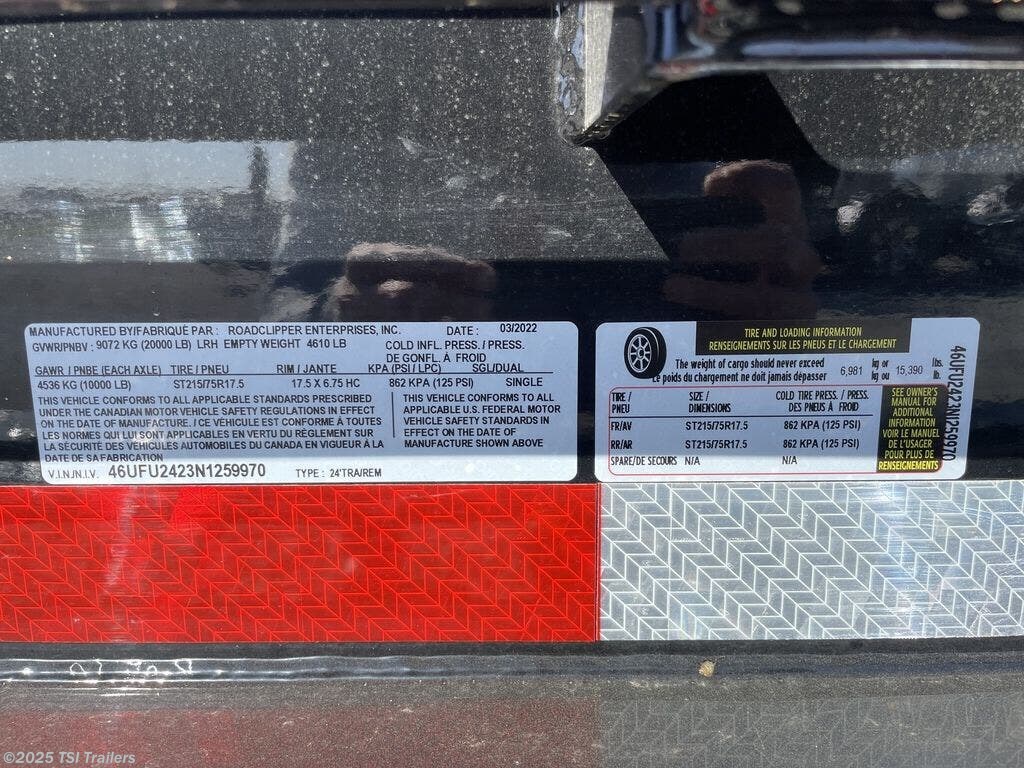 MANUFACTURED BY/FABRIQUÉ PAR : ROADCLIPPER ENTERPRISES, INC. DATE : 03/2022
GVWR/PNBV : 9072 KG (20000 LB) LRH EMPTY WEIGHT 4610 LB COLD INFL. PRESS. / PRESS.
DE GONFL. À FROID
GAWR / PNBE (EACH AXLE) TIRE / PNEU RIM / JANTE KPA (PSI / LPC) SGL/DUAL
4536 KG (10000 LB) ST215/75R17.5 17.5 X 6.75 HC 862 KPA (125 PSI) SINGLE
THIS VEHICLE CONFORMS TO ALL APPLICABLE STANDARDS PRESCRIBED
UNDER THE CANADIAN MOTOR VEHICLE SAFETY REGULATIONS IN EFFECT
ON THE DATE OF MANUFACTURE. / CE VÉHICULE EST CONFORME À TOUTES
LES NORMES QUI LUI SONT APPLICABLES EN VERTU DU RÈGLEMENT SUR
LA SÉCURITÉ DES VÉHICULES AUTOMOBILES DU CANADA EN VIGUEUR À LA
DATE DE SA FABRICATION
THIS VEHICLE CONFORMS TO ALL
APPLICABLE U.S. FEDERAL MOTOR
VEHICLE SAFETY STANDARDS IN
EFFECT ON THE DATE OF
MANUFACTURE SHOWN ABOVE
V.I.N./N.I.V. 46UFU2423N1259970 TYPE : 24'TRA/REM
TIRE AND LOADING INFORMATION
RENSEIGNEMENTS SUR LES PNEUS ET LE CHARGEMENT
The weight of cargo should never exceed kg or lbs.
Le poids du chargement ne doit jamais dépasser 6,981 kg ou 15,390 lb.
TIRE / SIZE / COLD TIRE PRESS. / PRESS.
PNEU DIMENSIONS DES PNEUS À FROID
FR/AV ST215/75R17.5 862 KPA (125 PSI)
RR/AR ST215/75R17.5 862 KPA (125 PSI)
SPARE/DE SECOURS N/A N/A
SEE OWNER'S
MANUAL FOR
ADDITIONAL
INFORMATION
VOIR LE MANUEL
DE L'USAGER
POUR PLUS DE
RENSEIGNEMENTS
46UFU2423N1259970
©2025 TSI Trailers